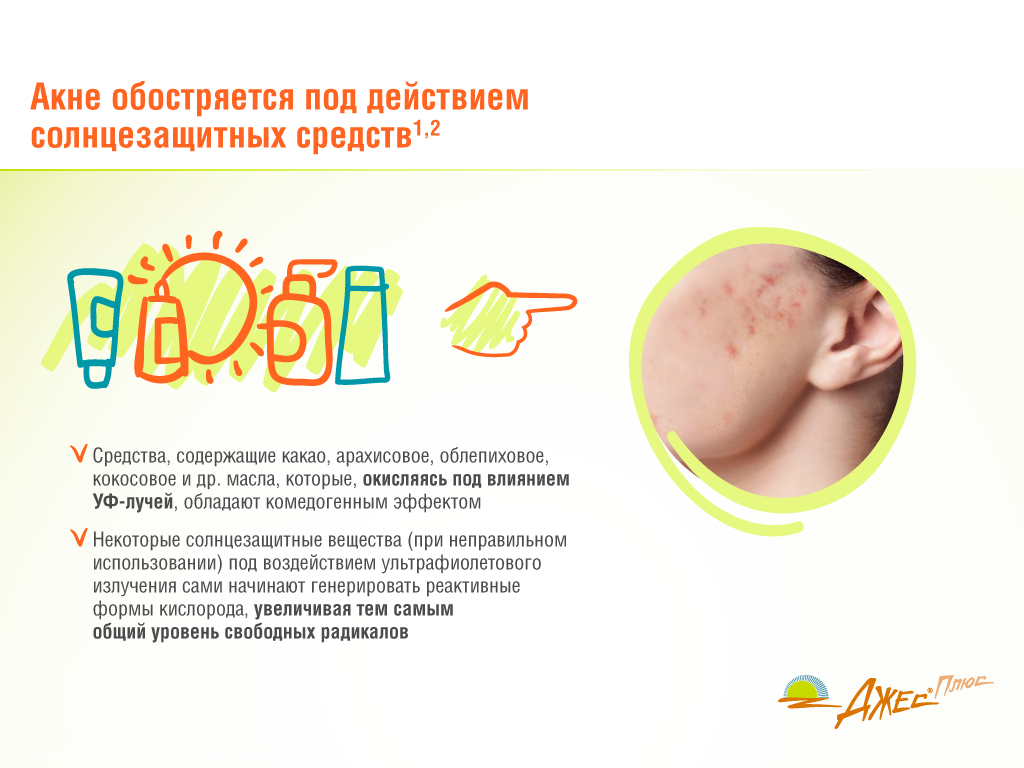 Акне обостряется под действием
солнцезащитных средств1,2
Средства, содержащие какао, арахисовое, облепиховое,
кокосовое и др. масла, которые, окисляясь под влиянием
УФ-лучей, обладают комедогенным эффектом
Некоторые солнцезащитные вещества (при неправильном
использовании) под воздействием ультрафиолетового
излучения сами начинают генерировать реактивные
формы кислорода, увеличивая тем самым
общий уровень свободных радикалов
Джес® Плюс